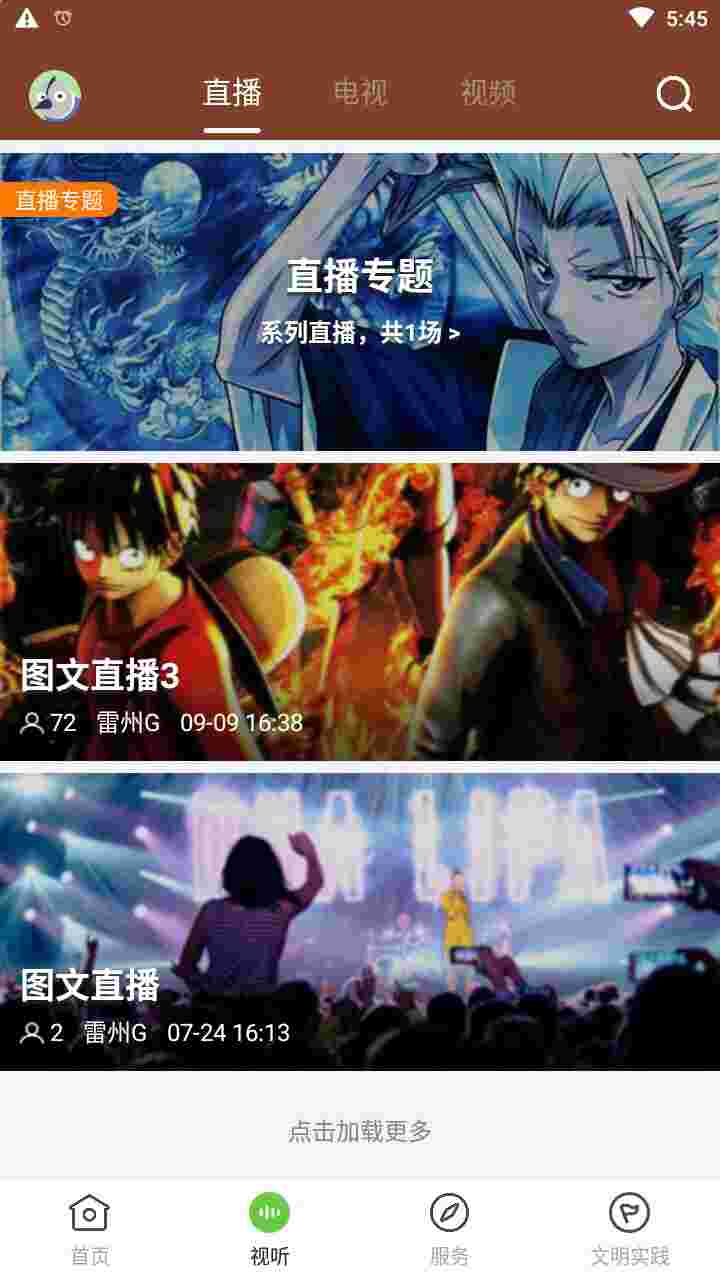 5:45
直播 电视 视频
直播专题
直播专题
系列直播，共1场 >
图文直播3
72 雷州G 09-09 16:38
图文直播
2 雷州G 07-24 16:13
点击加载更多
首页 视听 服务 文明实践